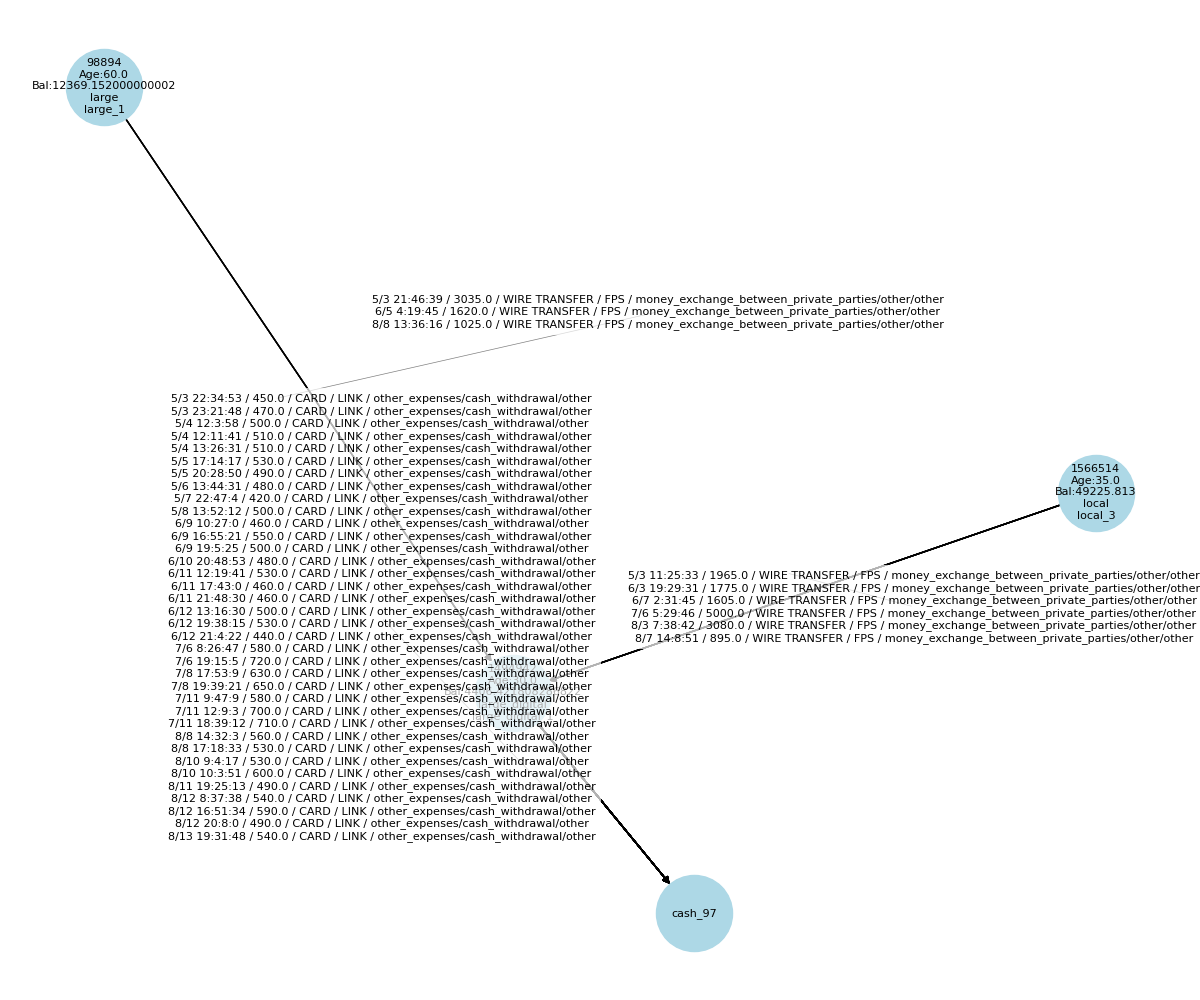 98894
Age:60.0
Bal:12369.152000000002
large
large_1
5/3 21:46:39 / 3035.0 / WIRE TRANSFER / FPS / money_exchange_between_private_parties/other/other
6/5 4:19:45 / 1620.0 / WIRE TRANSFER / FPS / money_exchange_between_private_parties/other/other
8/8 13:36:16 / 1025.0 / WIRE TRANSFER / FPS / money_exchange_between_private_parties/other/other
5/3 22:34:53 / 450.0 / CARD / LINK / other_expenses/cash_withdrawal/other
5/3 23:21:48 / 470.0 / CARD / LINK / other_expenses/cash_withdrawal/other
5/4 12:3:58 / 500.0 / CARD / LINK / other_expenses/cash_withdrawal/other
5/4 12:11:41 / 510.0 / CARD / LINK / other_expenses/cash_withdrawal/other
5/4 13:26:31 / 510.0 / CARD / LINK / other_expenses/cash_withdrawal/other
5/5 17:14:17 / 530.0 / CARD / LINK / other_expenses/cash_withdrawal/other
5/5 20:28:50 / 490.0 / CARD / LINK / other_expenses/cash_withdrawal/other
5/6 13:44:31 / 480.0 / CARD / LINK / other_expenses/cash_withdrawal/other
5/7 22:47:4 / 420.0 / CARD / LINK / other_expenses/cash_withdrawal/other
5/8 13:52:12 / 500.0 / CARD / LINK / other_expenses/cash_withdrawal/other
6/9 10:27:0 / 460.0 / CARD / LINK / other_expenses/cash_withdrawal/other
6/9 16:55:21 / 550.0 / CARD / LINK / other_expenses/cash_withdrawal/other
6/9 19:5:25 / 500.0 / CARD / LINK / other_expenses/cash_withdrawal/other
6/10 20:48:53 / 480.0 / CARD / LINK / other_expenses/cash_withdrawal/other
6/11 12:19:41 / 530.0 / CARD / LINK / other_expenses/cash_withdrawal/other
6/11 17:43:0 / 460.0 / CARD / LINK / other_expenses/cash_withdrawal/other
6/11 21:48:30 / 460.0 / CARD / LINK / other_expenses/cash_withdrawal/other
6/12 13:16:30 / 500.0 / CARD / LINK / other_expenses/cash_withdrawal/other
6/12 19:38:15 / 530.0 / CARD / LINK / other_expenses/cash_withdrawal/other
6/12 21:4:22 / 440.0 / CARD / LINK / other_expenses/cash_withdrawal/other
7/6 8:26:47 / 580.0 / CARD / LINK / other_expenses/cash_withdrawal/other
7/6 19:15:5 / 720.0 / CARD / LINK / other_expenses/cash_withdrawal/other
7/8 17:53:9 / 630.0 / CARD / LINK / other_expenses/cash_withdrawal/other
7/8 19:39:21 / 650.0 / CARD / LINK / other_expenses/cash_withdrawal/other
7/11 9:47:9 / 580.0 / CARD / LINK / other_expenses/cash_withdrawal/other
7/11 12:9:3 / 700.0 / CARD / LINK / other_expenses/cash_withdrawal/other
7/11 18:39:12 / 710.0 / CARD / LINK / other_expenses/cash_withdrawal/other
8/8 14:32:3 / 560.0 / CARD / LINK / other_expenses/cash_withdrawal/other
8/8 17:18:33 / 530.0 / CARD / LINK / other_expenses/cash_withdrawal/other
8/10 9:4:17 / 530.0 / CARD / LINK / other_expenses/cash_withdrawal/other
8/10 10:3:51 / 600.0 / CARD / LINK / other_expenses/cash_withdrawal/other
8/11 19:25:13 / 490.0 / CARD / LINK / other_expenses/cash_withdrawal/other
8/12 8:37:38 / 540.0 / CARD / LINK / other_expenses/cash_withdrawal/other
8/12 16:51:34 / 590.0 / CARD / LINK / other_expenses/cash_withdrawal/other
8/12 20:8:0 / 490.0 / CARD / LINK / other_expenses/cash_withdrawal/other
8/13 19:31:48 / 540.0 / CARD / LINK / other_expenses/cash_withdrawal/other
1566514
Age:35.0
Bal:49225.813
local
local_3
5/3 11:25:33 / 1965.0 / WIRE TRANSFER / FPS / money_exchange_between_private_parties/other/other
6/3 19:29:31 / 1775.0 / WIRE TRANSFER / FPS / money_exchange_between_private_parties/other/other
6/7 2:31:45 / 1605.0 / WIRE TRANSFER / FPS / money_exchange_between_private_parties/other/other
7/6 5:29:46 / 5000.0 / WIRE TRANSFER / FPS / money_exchange_between_private_parties/other/other
8/3 7:38:42 / 3080.0 / WIRE TRANSFER / FPS / money_exchange_between_private_parties/other/other
8/7 14:8:51 / 895.0 / WIRE TRANSFER / FPS / money_exchange_between_private_parties/other/other
cash_97